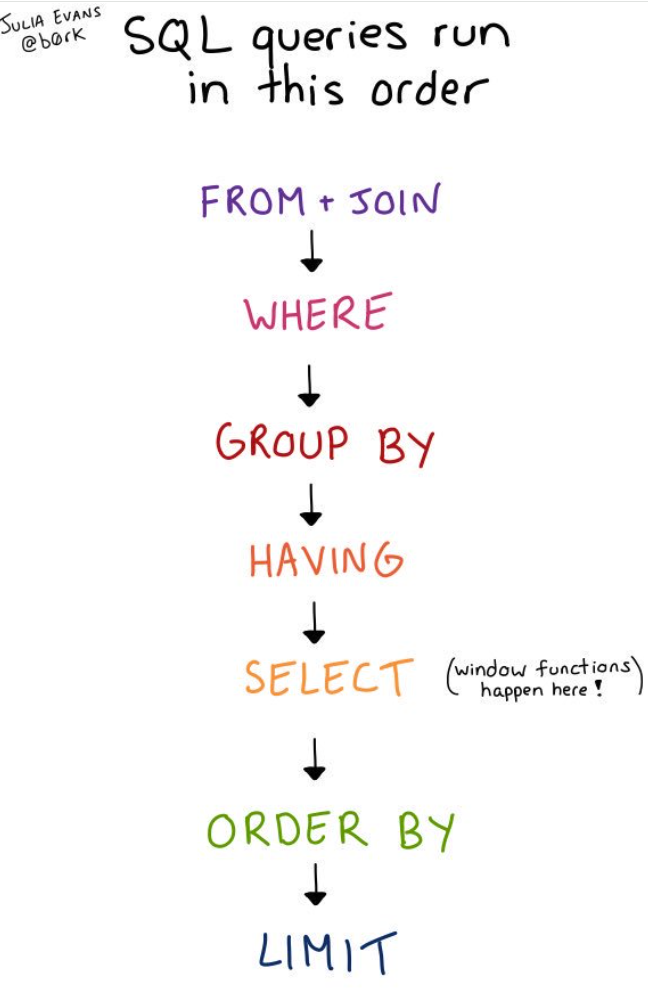 JULIA EVANS
@b0rk
SQL queries run
in this order
FROM + JOIN
WHERE
GROUP BY
HAVING
SELECT
(window functions
happen here!)
ORDER BY
LIMIT